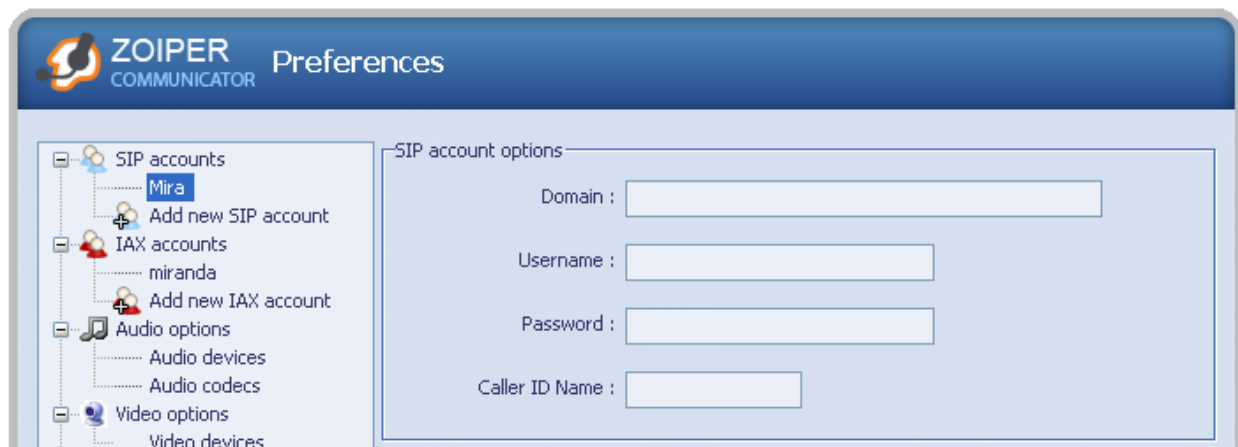 ZOIPER
COMMUNICATOR
Preferences
SIP accounts
Mira
Add new SIP account
IAX accounts
miranda
Add new IAX account
Audio options
Audio devices
Audio codecs
Video options
Video devices
SIP account options
Domain :
Username :
Password :
Caller ID Name :